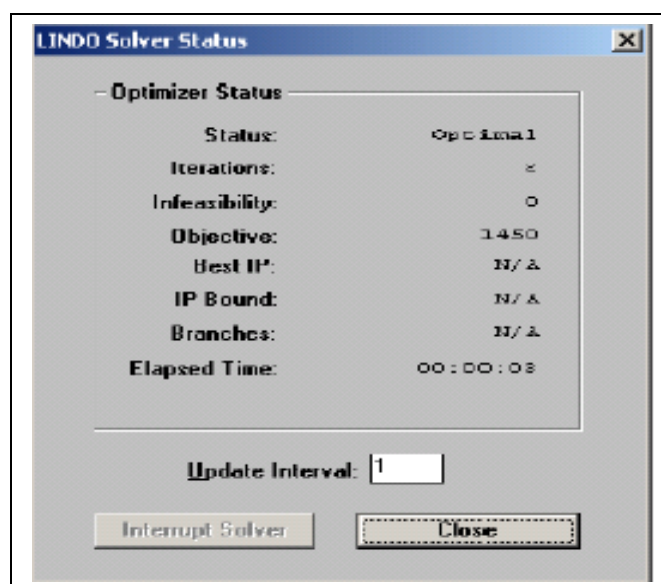 LINDO Solver Status
Optimizer Status
Status: Optimal
Iterations:
Infeasibility: 0
Objective: 1450
Best IP: N/A
IP Bound: N/A
Branches: N/A
Elapsed Time: 00:00:03
Update Interval: 1
Interrupt Solver
Close